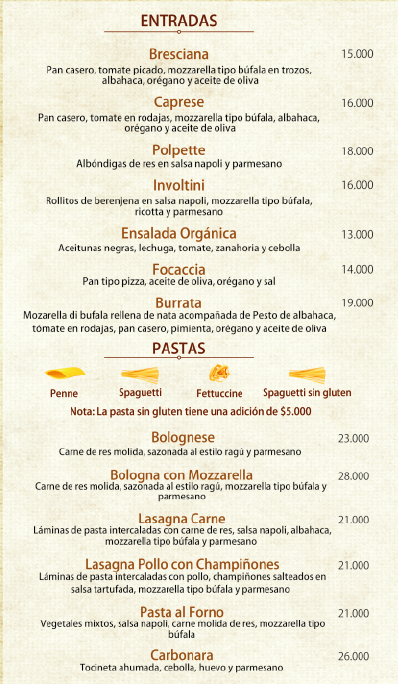 ENTRADAS
Bresciana 15.000
Pan casero, tomate picado, mozzarella tipo búfala en trozos,
albahaca, orégano y aceite de oliva
Caprese 16.000
Pan casero, tomate en rodajas, mozzarella tipo búfala, albahaca,
orégano y aceite de oliva
Polpette 18.000
Albóndigas de res en salsa napoli y parmesano
Involtini 16.000
Rollitos de berenjena en salsa napoli, mozzarella tipo búfala,
ricotta y parmesano
Ensalada Orgánica 13.000
Aceitunas negras, lechuga, tomate, zanahoria y cebolla
Focaccia 14.000
Pan tipo pizza, aceite de oliva, orégano y sal
Burrata 19.000
Mozarella di bufala rellena de nata acompañada de Pesto de albahaca,
tomate en rodajas, pan casero, pimienta, orégano y aceite de oliva
PASTAS
Penne Spaguetti Fettuccine Spaguetti sin gluten
Nota: La pasta sin gluten tiene una adición de $5.000
Bolognese 23.000
Carne de res molida, sazonada al estilo ragú y parmesano
Bologna con Mozzarella 28.000
Carne de res molida, sazonada al estilo ragú, mozzarella tipo búfala y
parmesano
Lasagna Carne 21.000
Láminas de pasta intercaladas con carne de res, salsa napoli, albahaca,
mozzarella tipo búfala y parmesano
Lasagna Pollo con Champiñones 21.000
Láminas de pasta intercaladas con pollo, champiñones salteados en
salsa tartufada, mozzarella tipo búfala y parmesano
Pasta al Forno 21.000
Vegetales mixtos, salsa napoli, carne molida de res, mozzarella tipo
búfala
Carbonara 26.000
Tocineta ahumada, cebolla, huevo y parmesano